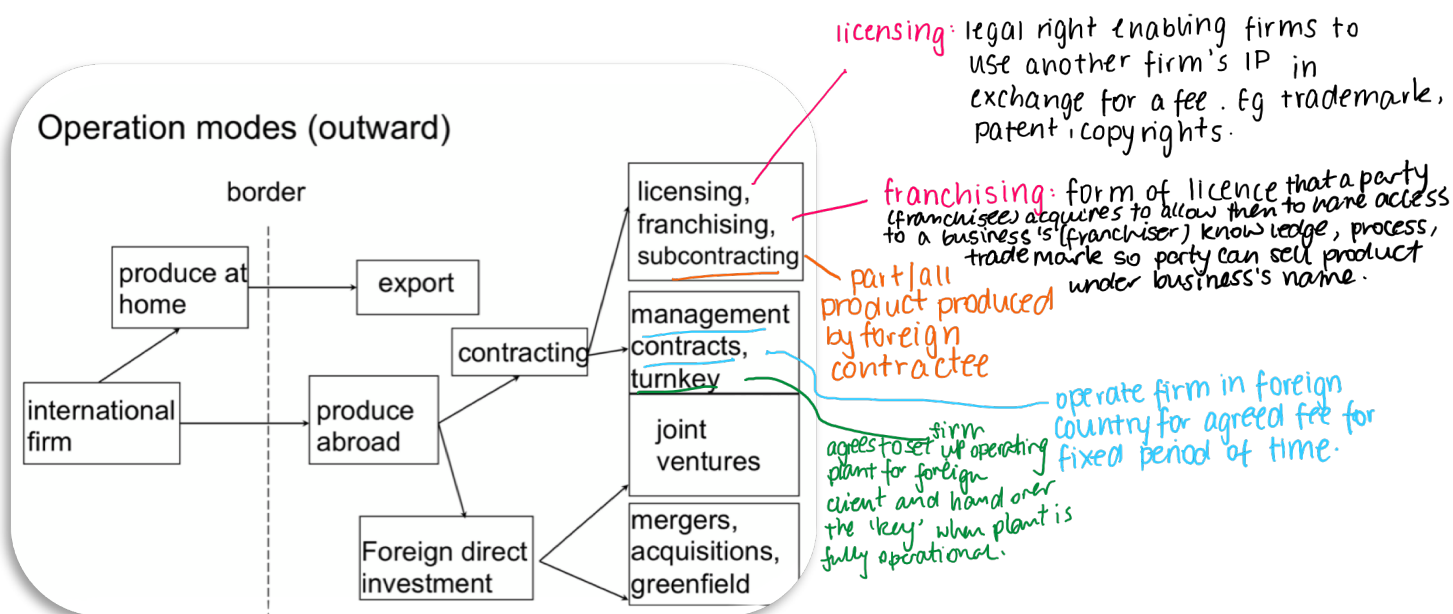 Operation modes (outward)
border
produce at
home
export
international
firm
produce
abroad
contracting
Foreign direct
investment
licensing,
franchising,
subcontracting
management
contracts,
turnkey
joint
ventures
mergers,
acquisitions,
greenfield
licensing: legal right enabling firms to
use another firm's IP in
exchange for a fee. Eg trademark,
patent, copyrights.
franchising: form of licence that a party
(franchisee) acquires to allow them to have access
to a business's (franchiser) knowledge, process,
trademark so party can sell product
under business's name.
part/all
product produced
by foreign
contractee
operate firm in foreign
country for agreed fee for
fixed period of time.
firm
agrees to set up operating
plant for foreign
client and hand over
the 'key' when plant is
fully operational.